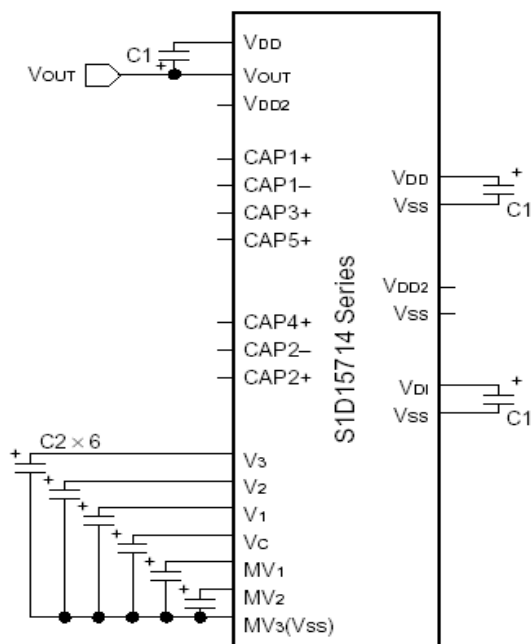 C1
+
VOUT
VDD
VOUT
VDD2
CAP1+
CAP1–
CAP3+
CAP5+
CAP4+
CAP2–
CAP2+
C2 × 6
+
+
+
+
+
+
V3
V2
V1
VC
MV1
MV2
MV3(VSS)
S1D15714 Series
VDD
VSS
+
C1
VDD2
VSS
VDI
VSS
+
C1